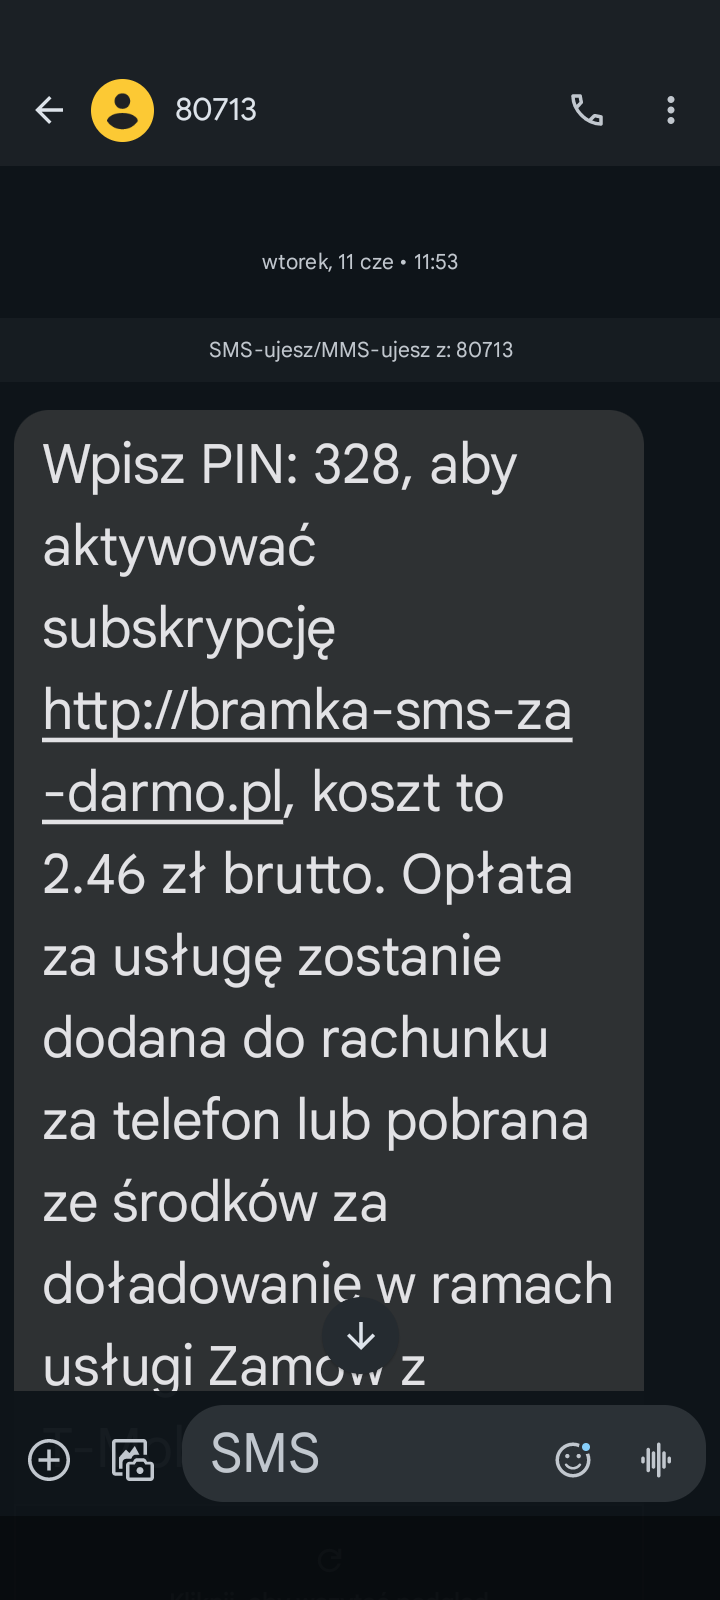 80713
wtorek, 11 cze • 11:53
SMS-ujesz/MMS-ujesz z: 80713
Wpisz PIN: 328, aby
aktywować
subskrypcję
http://bramka-sms-za
-darmo.pl, koszt to
2.46 zł brutto. Opłata
za usługę zostanie
dodana do rachunku
za telefon lub pobrana
ze środków za
doładowanie w ramach
usługi Zamów z
SMS